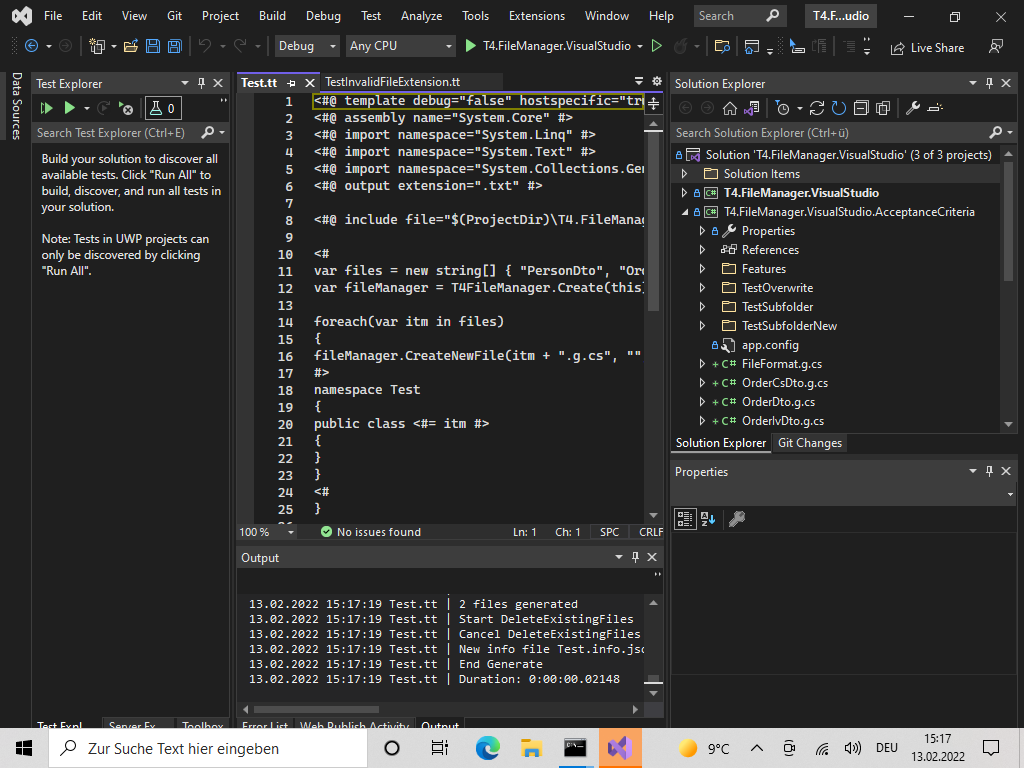 File Edit View Git Project Build Debug Test Analyze Tools Extensions Window Help Search T4.F...udio
Debug Any CPU T4.FileManager.VisualStudio Live Share
Data Sources
Test Explorer
0
Search Test Explorer (Ctrl+E)
Build your solution to discover all
available tests. Click "Run All" to
build, discover, and run all tests in
your solution.
Note: Tests in UWP projects can
only be discovered by clicking
"Run All".
Test Expl... Server Ex... Toolbox
Test.tt TestInvalidFileExtension.tt
1 <#@ template debug="false" hostspecific="tr
2 <#@ assembly name="System.Core" #>
3 <#@ import namespace="System.Linq" #>
4 <#@ import namespace="System.Text" #>
5 <#@ import namespace="System.Collections.Gen
6 <#@ output extension=".txt" #>
7
8 <#@ include file="$(ProjectDir)\T4.FileManag
9
10 <#
11 var files = new string[] { "PersonDto", "Ord
12 var fileManager = T4FileManager.Create(this)
13
14 foreach(var itm in files)
15 {
16 fileManager.CreateNewFile(itm + ".g.cs", ""
17 #>
18 namespace Test
19 {
20 public class <#= itm #>
21 {
22 }
23 }
24 <#
25 }
100 % No issues found Ln: 1 Ch: 1 SPC CRLF
Output
13.02.2022 15:17:19 Test.tt | 2 files generated
13.02.2022 15:17:19 Test.tt | Start DeleteExistingFiles
13.02.2022 15:17:19 Test.tt | Cancel DeleteExistingFiles
13.02.2022 15:17:19 Test.tt | New info file Test.info.jso
13.02.2022 15:17:19 Test.tt | End Generate
13.02.2022 15:17:19 Test.tt | Duration: 0:00:00.02148
Error List Web Publish Activity Output
Solution Explorer
Search Solution Explorer (Ctrl+ü)
Solution 'T4.FileManager.VisualStudio' (3 of 3 projects)
Solution Items
C# T4.FileManager.VisualStudio
C# T4.FileManager.VisualStudio.AcceptanceCriteria
Properties
References
Features
TestOverwrite
TestSubfolder
TestSubfolderNew
app.config
+ C# FileFormat.g.cs
+ C# OrderCsDto.g.cs
+ C# OrderDto.g.cs
+ C# OrderlvDto.g.cs
Solution Explorer Git Changes
Properties
Zur Suche Text hier eingeben
9°C DEU 15:17
13.02.2022